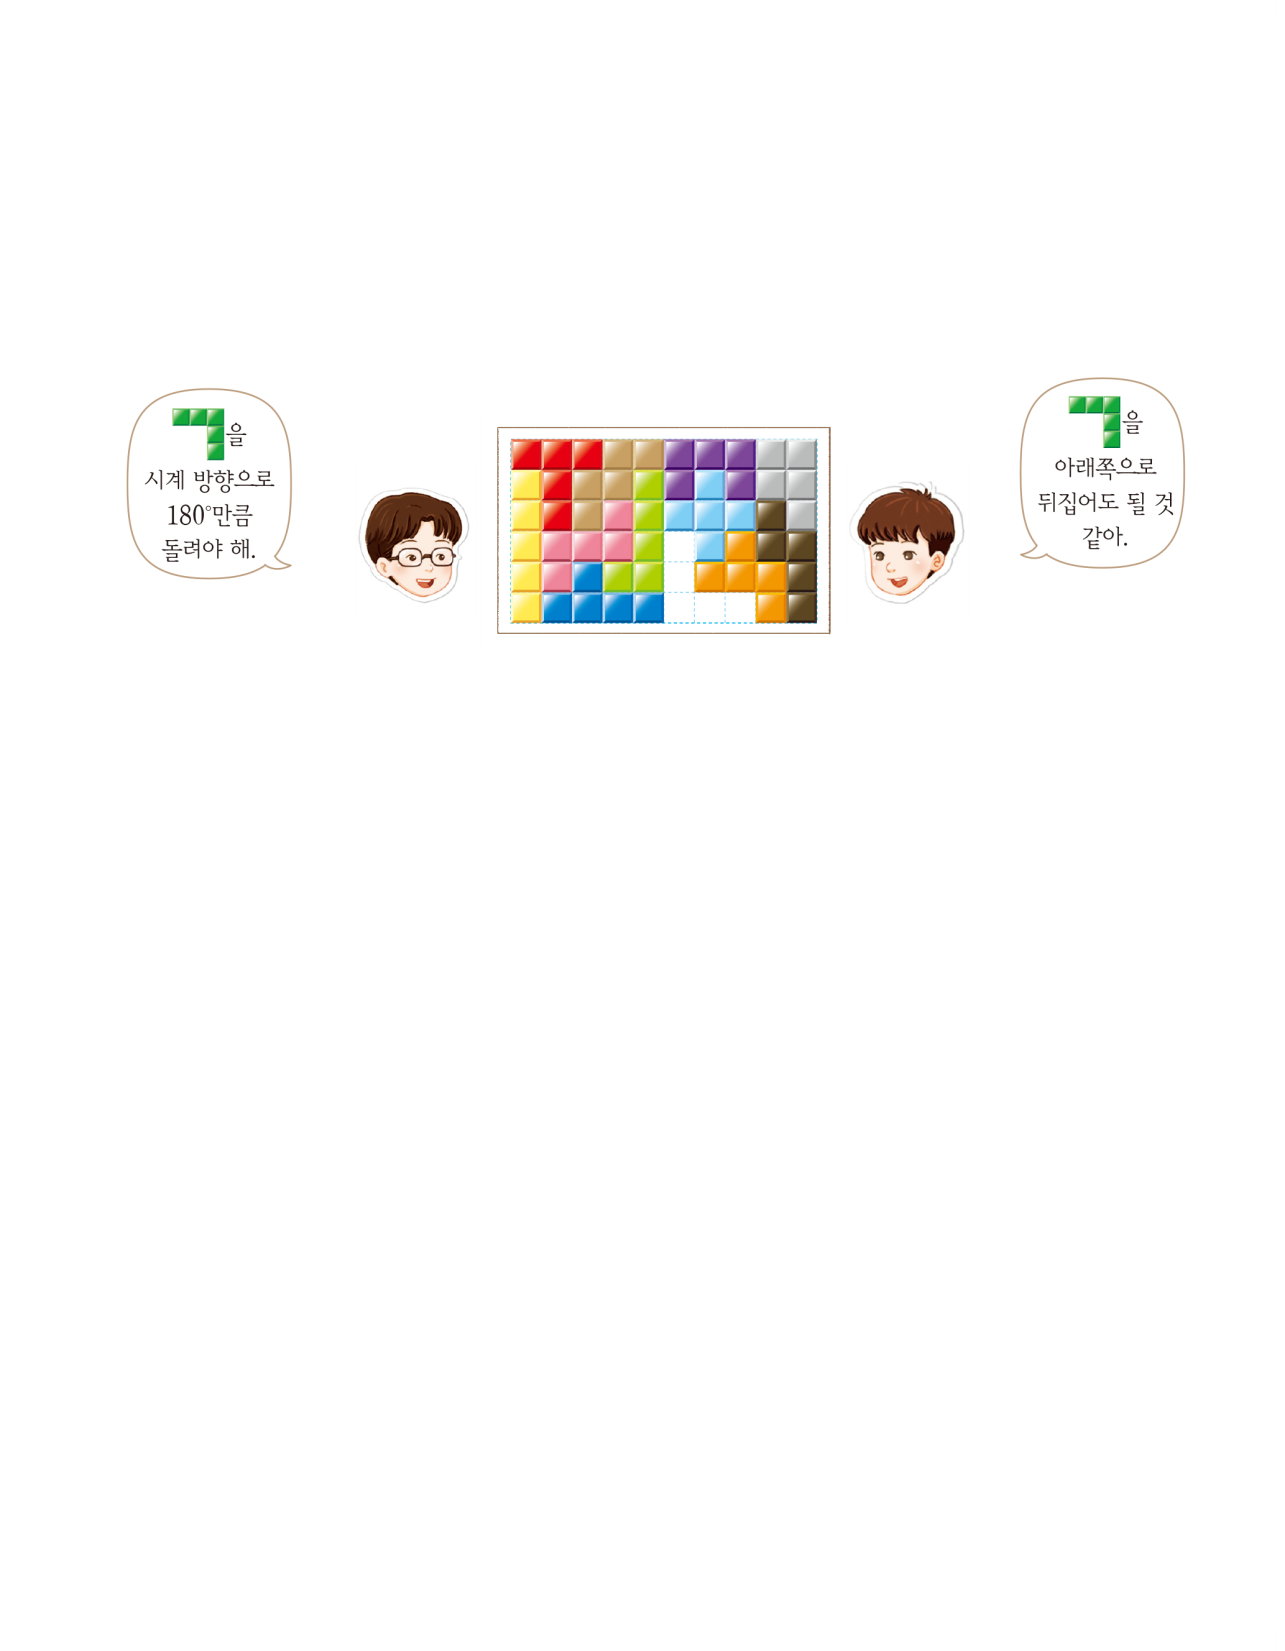 을
시계 방향으로
180°만큼
돌려야 해.
을
아래쪽으로
뒤집어도 될 것
같아.